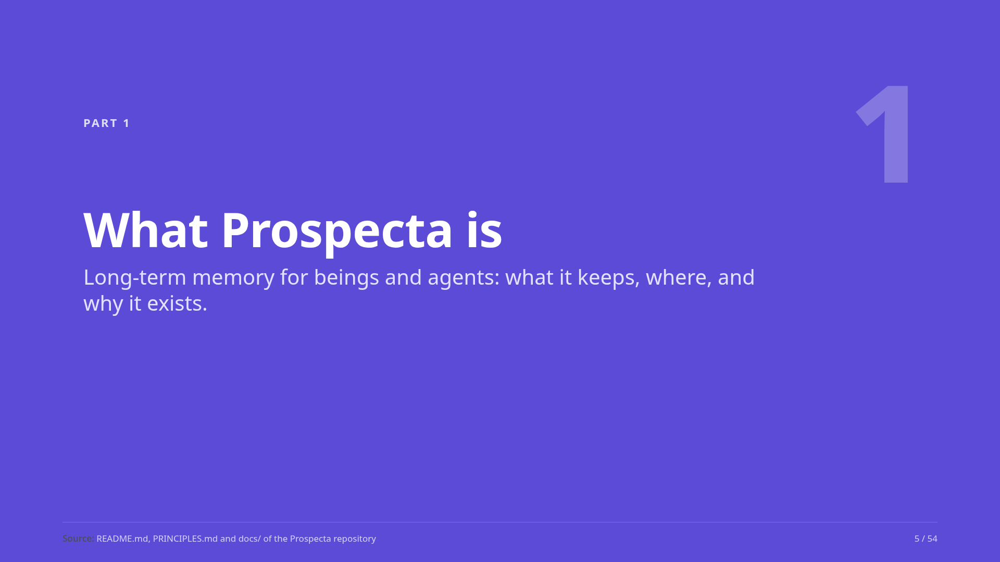 PART 1
1
What Prospecta is
Long-term memory for beings and agents: what it keeps, where, and
why it exists.
Source: README.md, PRINCIPLES.md and docs/ of the Prospecta repository
5 / 54